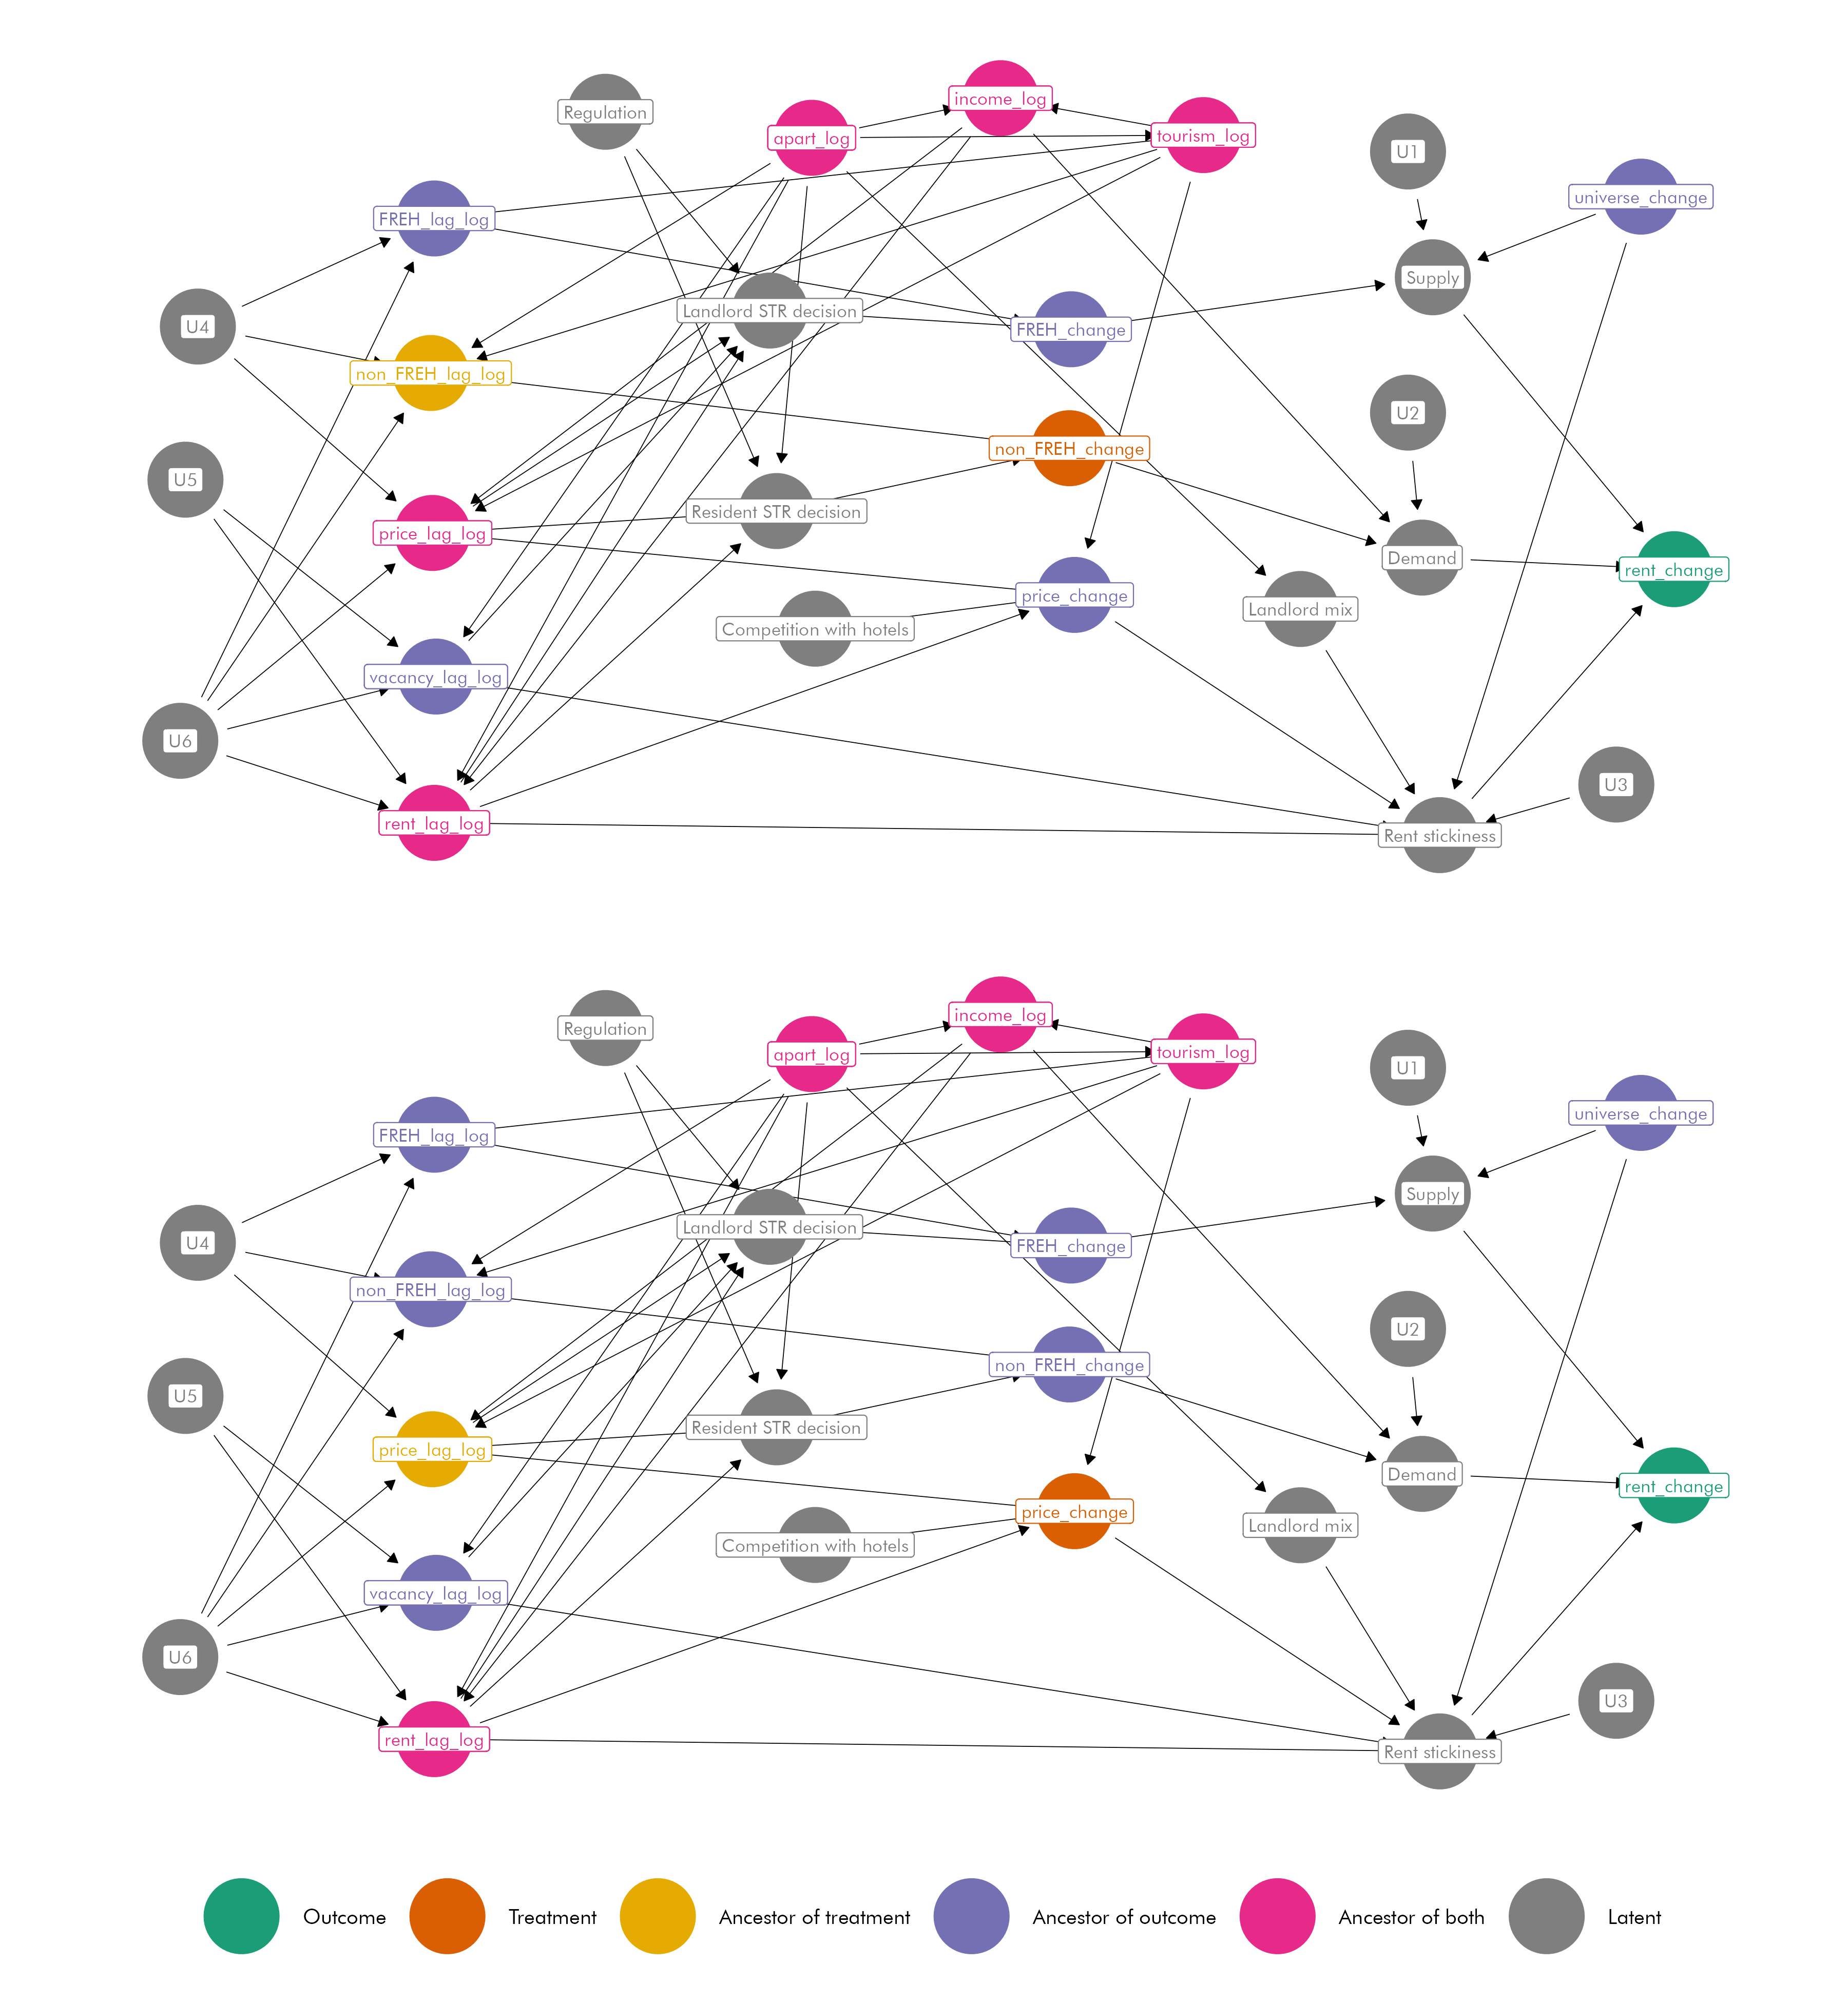 income_log
Regulation
apart_log
tourism_log
U1
universe_change
FREH_lag_log
Supply
Landlord STR decision
U4
FREH_change
non_FREH_lag_log
U2
non_FREH_change
U5
Resident STR decision
price_lag_log
Demand
rent_change
price_change
Landlord mix
Competition with hotels
vacancy_lag_log
U6
U3
rent_lag_log
Rent stickiness
income_log
Regulation
apart_log
tourism_log
U1
universe_change
FREH_lag_log
Supply
Landlord STR decision
U4
FREH_change
non_FREH_lag_log
U2
non_FREH_change
U5
Resident STR decision
price_lag_log
Demand
rent_change
price_change
Landlord mix
Competition with hotels
vacancy_lag_log
U6
U3
rent_lag_log
Rent stickiness
Outcome
Treatment
Ancestor of treatment
Ancestor of outcome
Ancestor of both
Latent